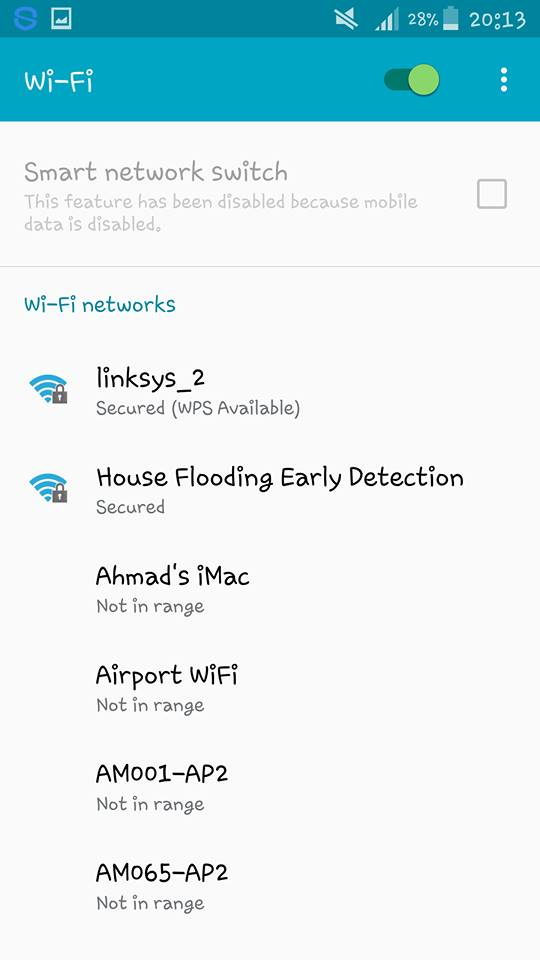 28% 20:13
Wi-Fi
Smart network switch
This feature has been disabled because mobile
data is disabled.
Wi-Fi networks
linksys_2
Secured (WPS Available)
House Flooding Early Detection
Secured
Ahmad's iMac
Not in range
Airport WiFi
Not in range
AM001-AP2
Not in range
AM065-AP2
Not in range